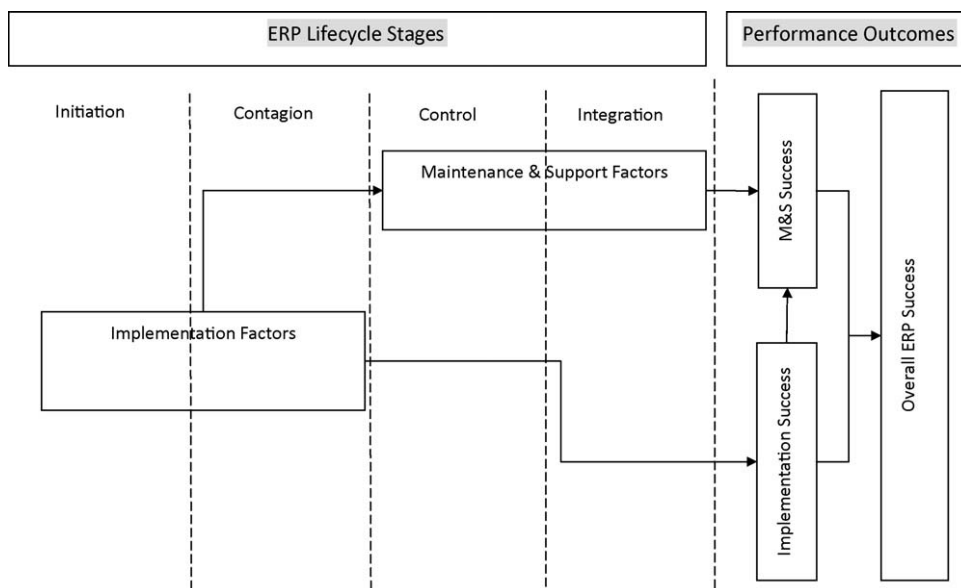 ERP Lifecycle Stages
Performance Outcomes
Initiation
Contagion
Control
Integration
Maintenance & Support Factors
M&S Success
Implementation Factors
Implementation Success
Overall ERP Success